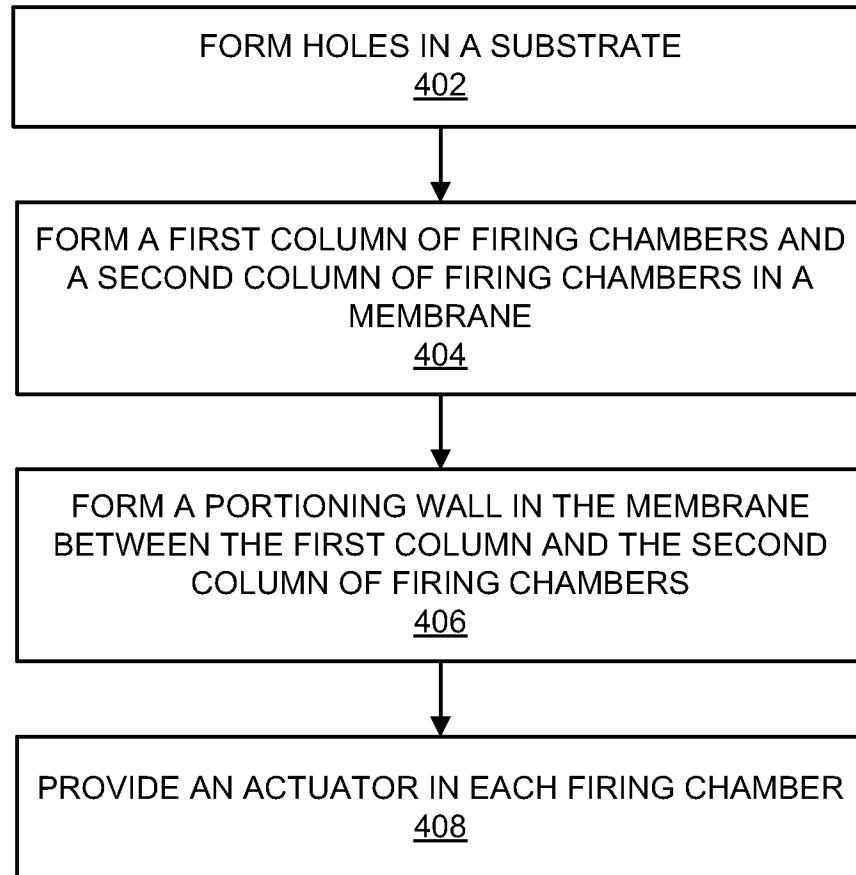 FORM HOLES IN A SUBSTRATE
402
FORM A FIRST COLUMN OF FIRING CHAMBERS AND
A SECOND COLUMN OF FIRING CHAMBERS IN A
MEMBRANE
404
FORM A PORTIONING WALL IN THE MEMBRANE
BETWEEN THE FIRST COLUMN AND THE SECOND
COLUMN OF FIRING CHAMBERS
406
PROVIDE AN ACTUATOR IN EACH FIRING CHAMBER
408